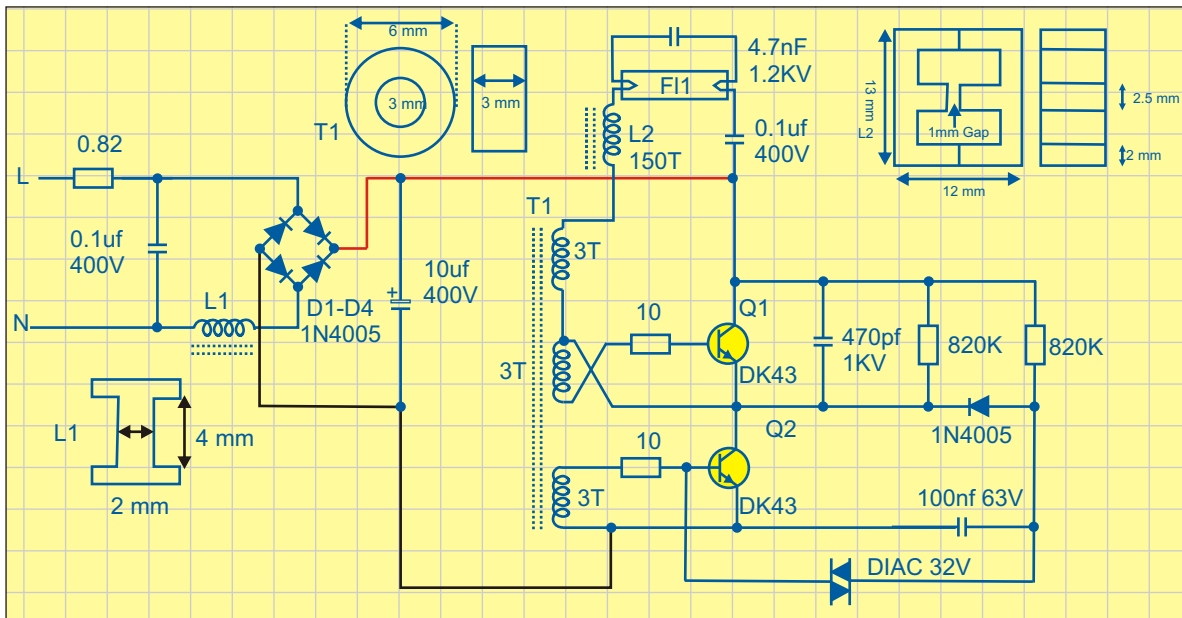 6 mm
3 mm
3 mm
T1
4.7nF
1.2KV
Fl1
L2
150T
0.1uf
400V
13 mm
L2
1mm Gap
12 mm
2.5 mm
2 mm
0.82
L
0.1uf
400V
N
L1
D1-D4
1N4005
10uf
400V
+
T1
3T
3T
3T
10
Q1
DK43
470pf
1KV
820K
820K
1N4005
10
Q2
DK43
100nf 63V
DIAC 32V
L1
4 mm
2 mm